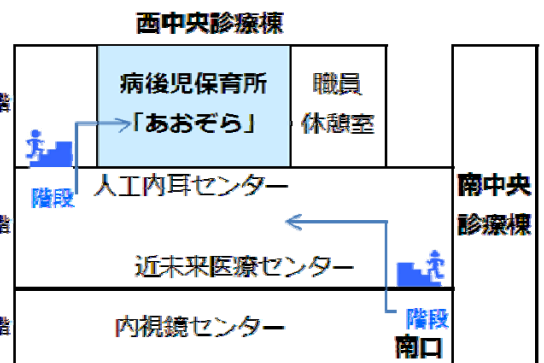 西中央診療棟
病後児保育所
「あおぞら」
職員
休憩室
階
階段
人工内耳センター
南中央
診療棟
階
近未来医療センター
階段
内視鏡センター
階
南口